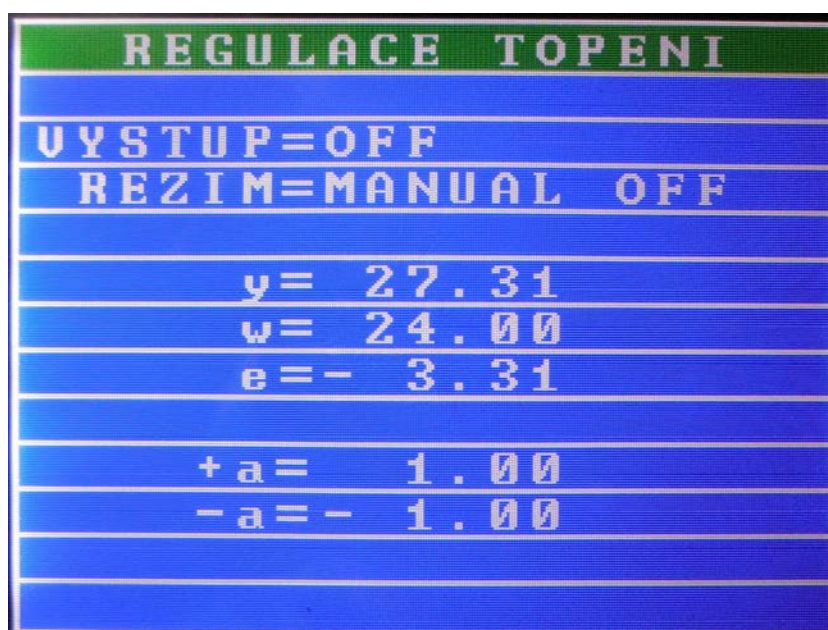 REGULACE TOPENI
VYSTUP=OFF
REZIM=MANUAL OFF
y= 27.31
w= 24.00
e=- 3.31
+a= 1.00
-a=- 1.00